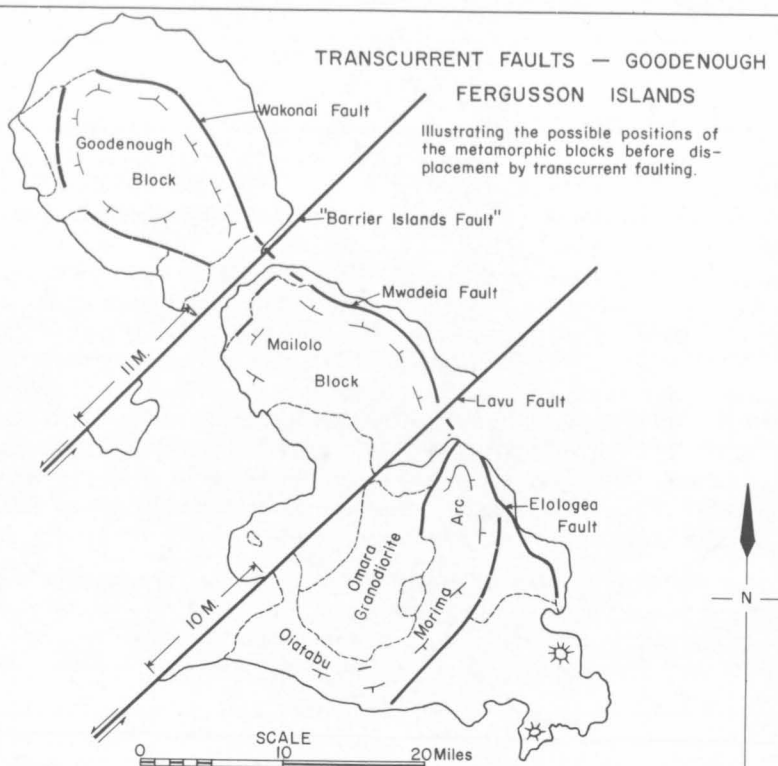 TRANSCURRENT FAULTS — GOODENOUGH
FERGUSSON ISLANDS
Illustrating the possible positions of
the metamorphic blocks before dis-
placement by transcurrent faulting.
Wakonai Fault
Goodenough
Block
"Barrier Islands Fault"
Mwadeia Fault
11 M.
Mailolo
Block
Lavu Fault
Elologea
Fault
Arc
Omara
Granodiorite
Morima
10 M.
Oiatabu
N
SCALE
0 10 20 Miles